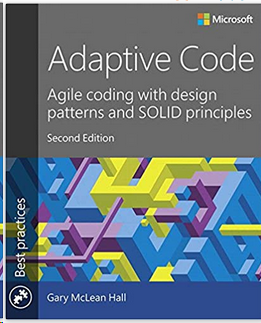 Microsoft
Adaptive Code
Agile coding with design
patterns and SOLID principles
Second Edition
Best practices
Gary McLean Hall